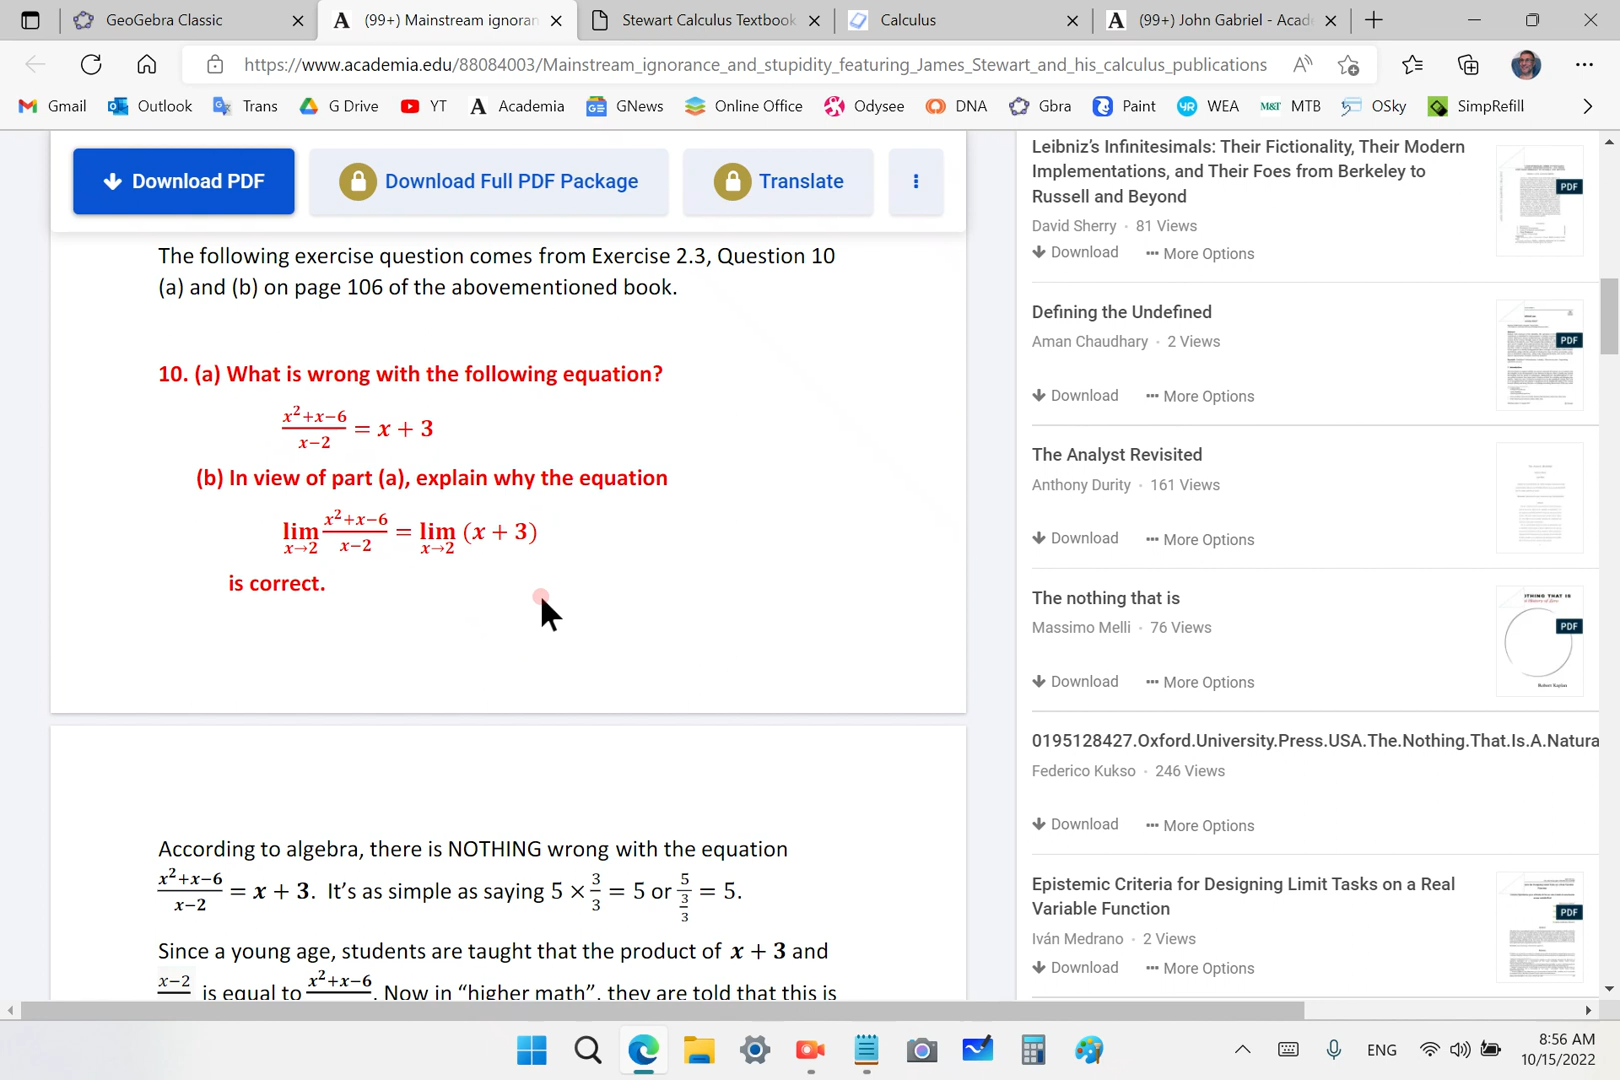 GeoGebra Classic
(99+) Mainstream ignoran
Stewart Calculus Textbook
Calculus
(99+) John Gabriel - Acade
https://www.academia.edu/88084003/Mainstream_ignorance_and_stupidity_featuring_James_Stewart_and_his_calculus_publications
Gmail Outlook Trans G Drive YT Academia GNews Online Office Odysee DNA Gbra Paint WEA MTB OSky SimpRefill
Download PDF
Download Full PDF Package
Translate
The following exercise question comes from Exercise 2.3, Question 10
(a) and (b) on page 106 of the abovementioned book.
10. (a) What is wrong with the following equation?
x²+x−6
x−2
= x + 3
(b) In view of part (a), explain why the equation
lim x→2 x²+x−6
x−2
= lim x→2 (x + 3)
is correct.
According to algebra, there is NOTHING wrong with the equation
x²+x−6
x−2
= x + 3. It's as simple as saying 5 × 3/3 = 5 or 5/(3/3) = 5.
Since a young age, students are taught that the product of x + 3 and
x−2 is equal to x²+x−6. Now in “higher math”, they are told that this is
Leibniz's Infinitesimals: Their Fictionality, Their Modern
Implementations, and Their Foes from Berkeley to
Russell and Beyond
David Sherry · 81 Views
Download More Options
PDF
Defining the Undefined
Aman Chaudhary · 2 Views
Download More Options
PDF
The Analyst Revisited
Anthony Durity · 161 Views
Download More Options
The nothing that is
Massimo Melli · 76 Views
Download More Options
PDF
Robert Kaplan
0195128427.Oxford.University.Press.USA.The.Nothing.That.Is.A.Natura
Federico Kukso · 246 Views
Download More Options
Epistemic Criteria for Designing Limit Tasks on a Real
Variable Function
Iván Medrano · 2 Views
Download More Options
PDF
ENG
8:56 AM
10/15/2022